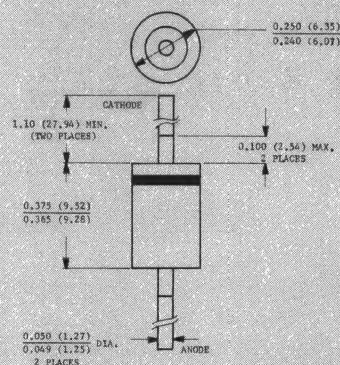 0.250 (6.35)
0.240 (6.07)
CATHODE
1.10 (27.94) MIN.
(TWO PLACES)
0.100 (2.54) MAX.
2 PLACES
0.375 (9.52)
0.365 (9.28)
0.050 (1.27)
0.049 (1.25) DIA.
2 PLACES
ANODE